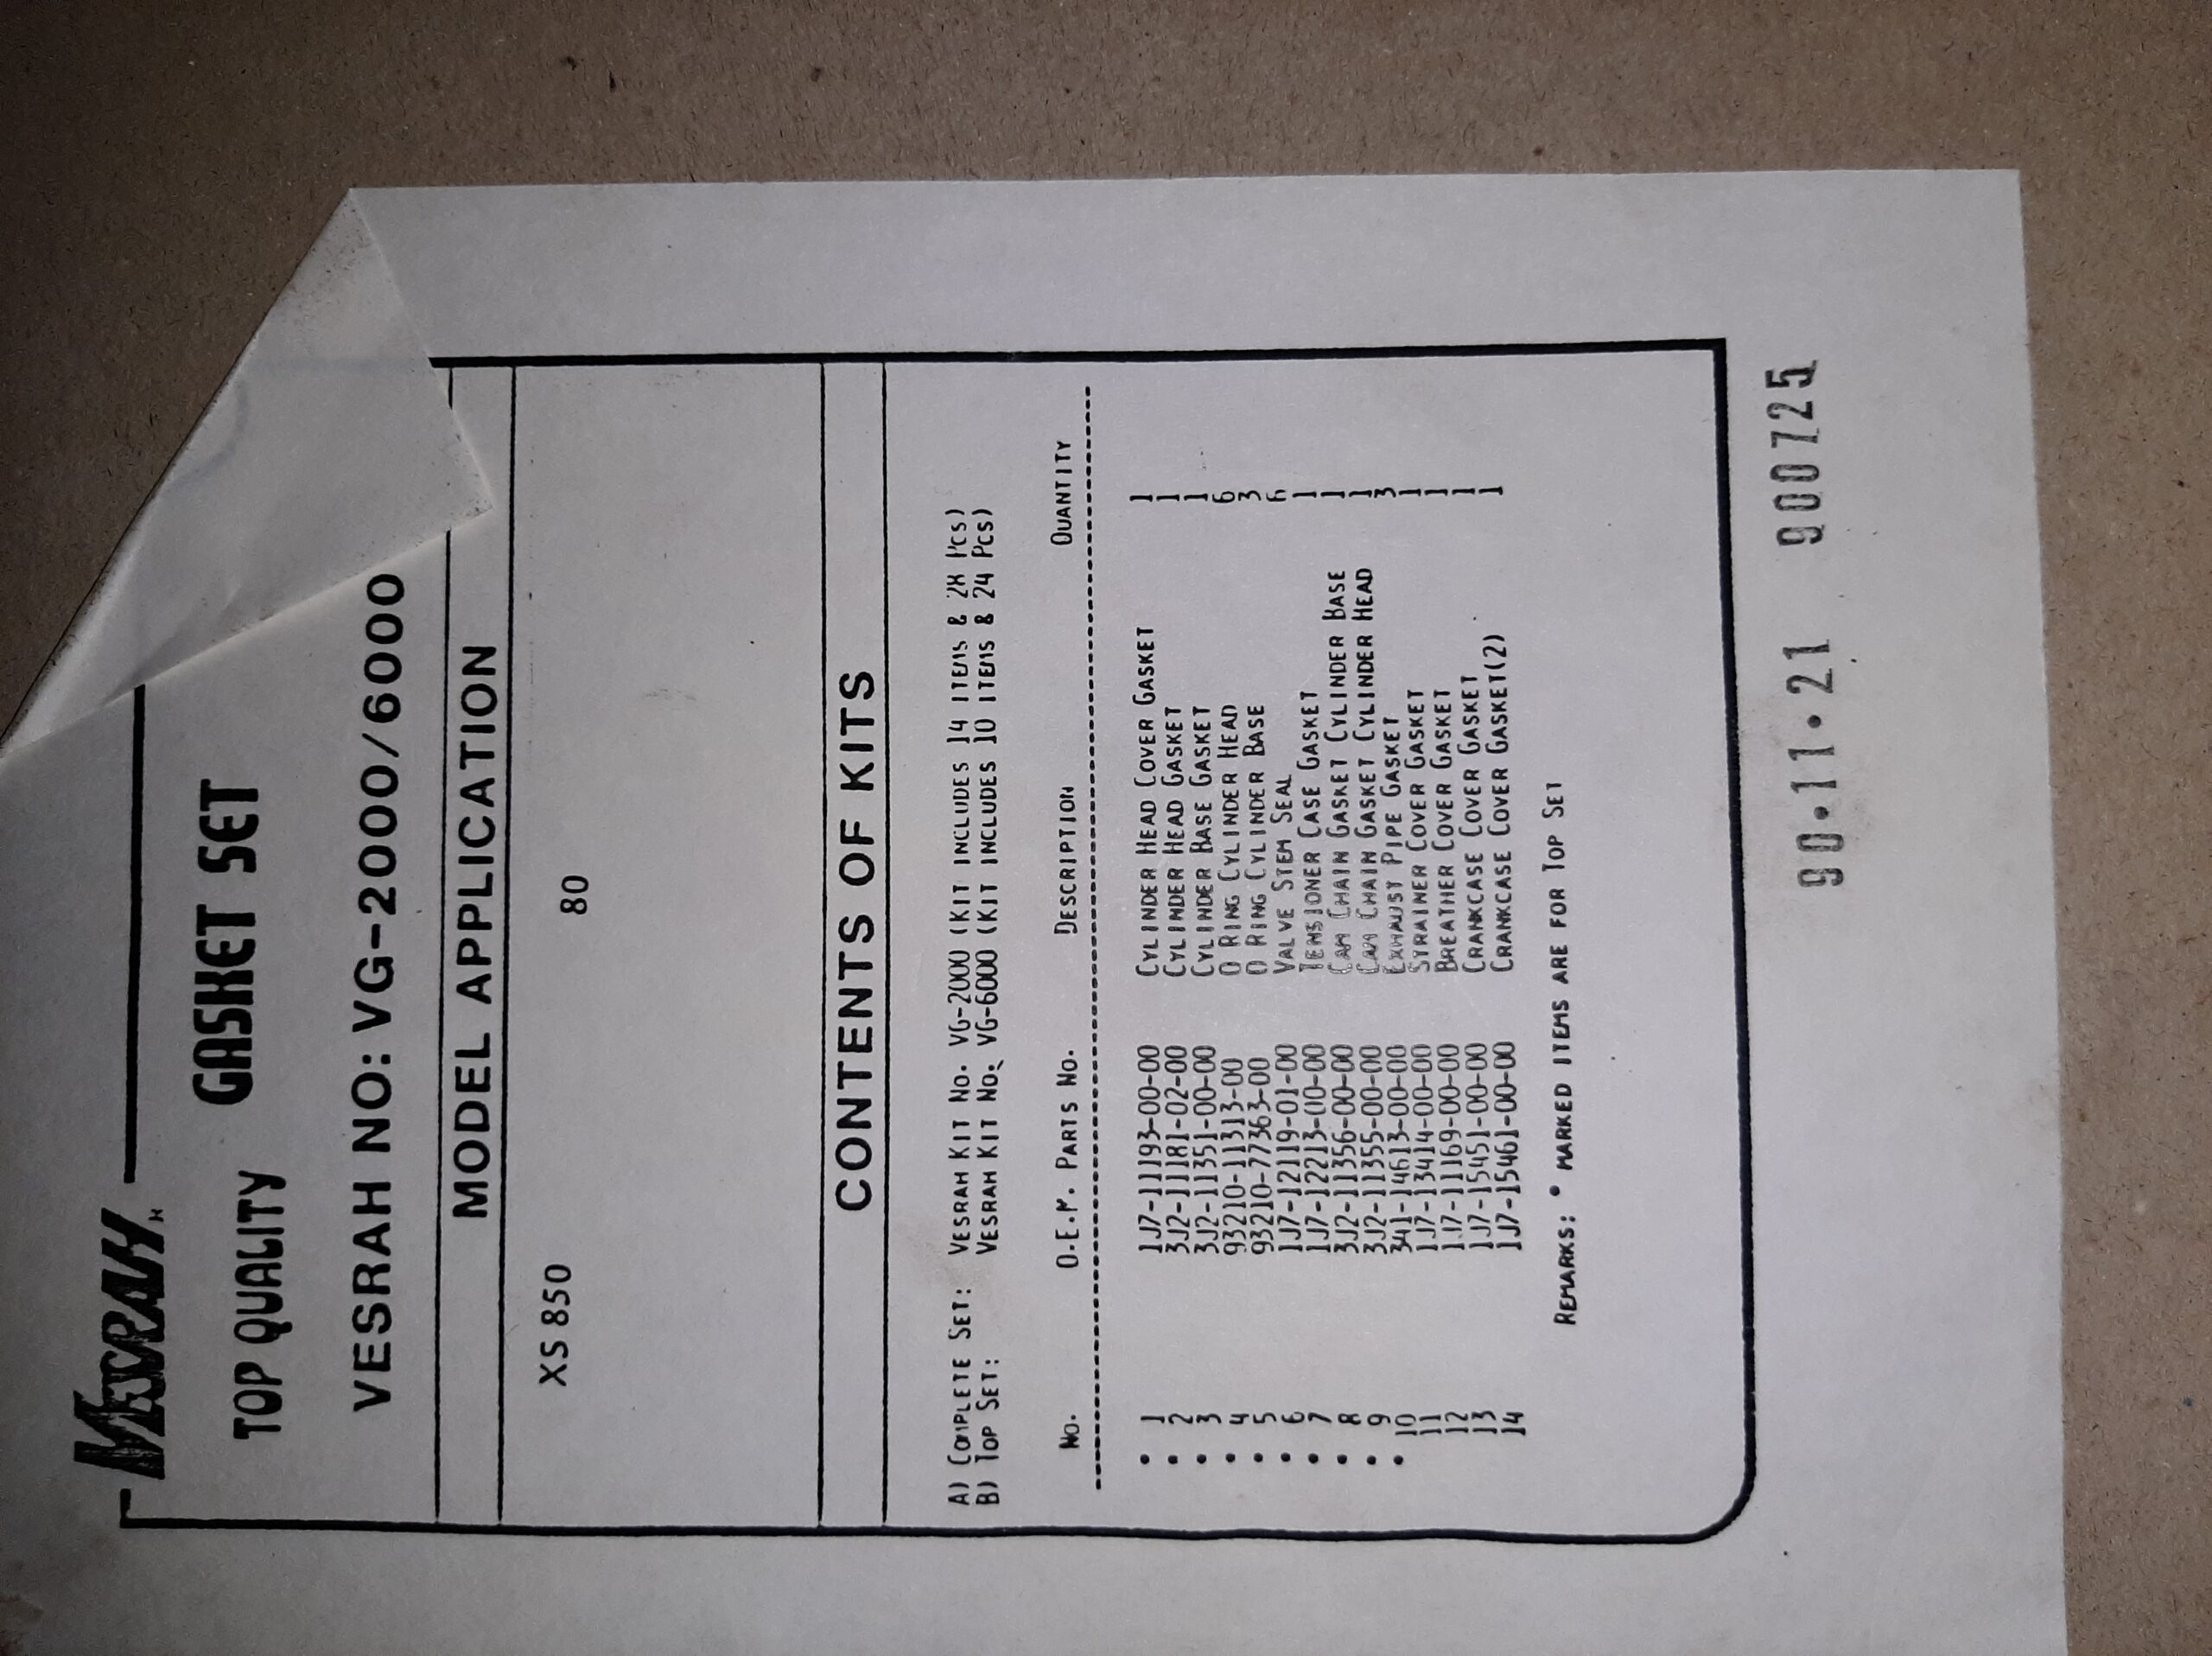 VESRAH
TOP QUALITY GASKET SET
VESRAH NO: VG-2000/6000
MODEL APPLICATION
XS 850 80
CONTENTS OF KITS
A) COMPLETE SET: VESRAH KIT NO. VG-2000 (KIT INCLUDES 14 ITEMS & 28 PCS)
B) TOP SET: VESRAH KIT NO. VG-6000 (KIT INCLUDES 10 ITEMS & 24 PCS)
NO. O.E.M. PARTS NO. DESCRIPTION QUANTITY
• 1 1J7-11193-00-00 CYLINDER HEAD COVER GASKET 1
• 2 3J2-11181-02-00 CYLINDER HEAD GASKET 1
• 3 3J2-11351-00-00 CYLINDER BASE GASKET 1
• 4 93210-11313-00 O RING CYLINDER HEAD 6
• 5 93210-77363-00 O RING CYLINDER BASE 3
• 6 1J7-12119-01-00 VALVE STEM SEAL 6
• 7 1J7-12213-00-00 TENSIONER CASE GASKET 1
• 8 3J2-11356-00-00 CAM CHAIN GASKET CYLINDER BASE 1
• 9 3J2-11355-00-00 CAM CHAIN GASKET CYLINDER HEAD 1
• 10 341-14613-00-00 EXHAUST PIPE GASKET 3
11 1J7-13414-00-00 STRAINER COVER GASKET 1
12 1J7-11169-00-00 BREATHER COVER GASKET 1
13 1J7-15451-00-00 CRANKCASE COVER GASKET 1
14 1J7-15461-00-00 CRANKCASE COVER GASKET(2) 1
REMARKS: • MARKED ITEMS ARE FOR TOP SET
90.11.21 900725